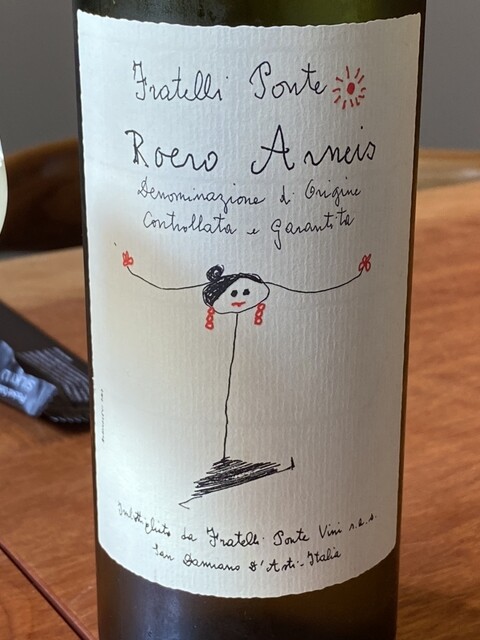 Fratelli Ponte
Roero Arneis
Denominazione di Origine
Controllata e Garantita
Imbottigliato da Fratelli Ponte Vini s.r.l.
San Damiano D'Asti - Italia